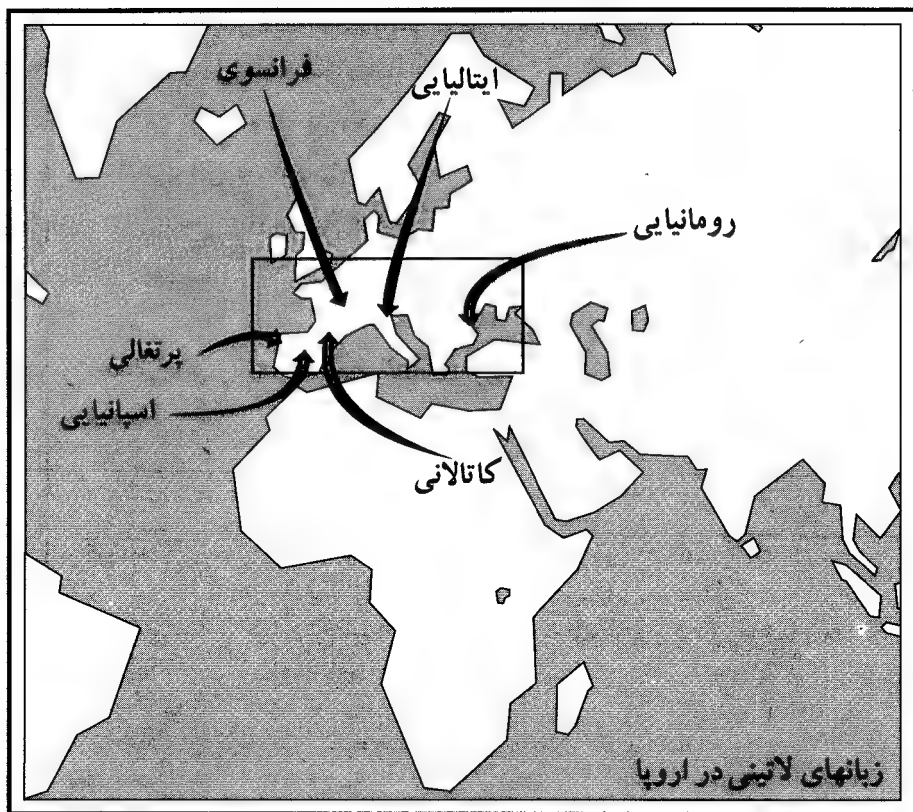 فرانسوی
ایتالیایی
رومانیایی
پرتغالی
اسپانیایی
کاتالانی
زبانهای لاتینی در اروپا